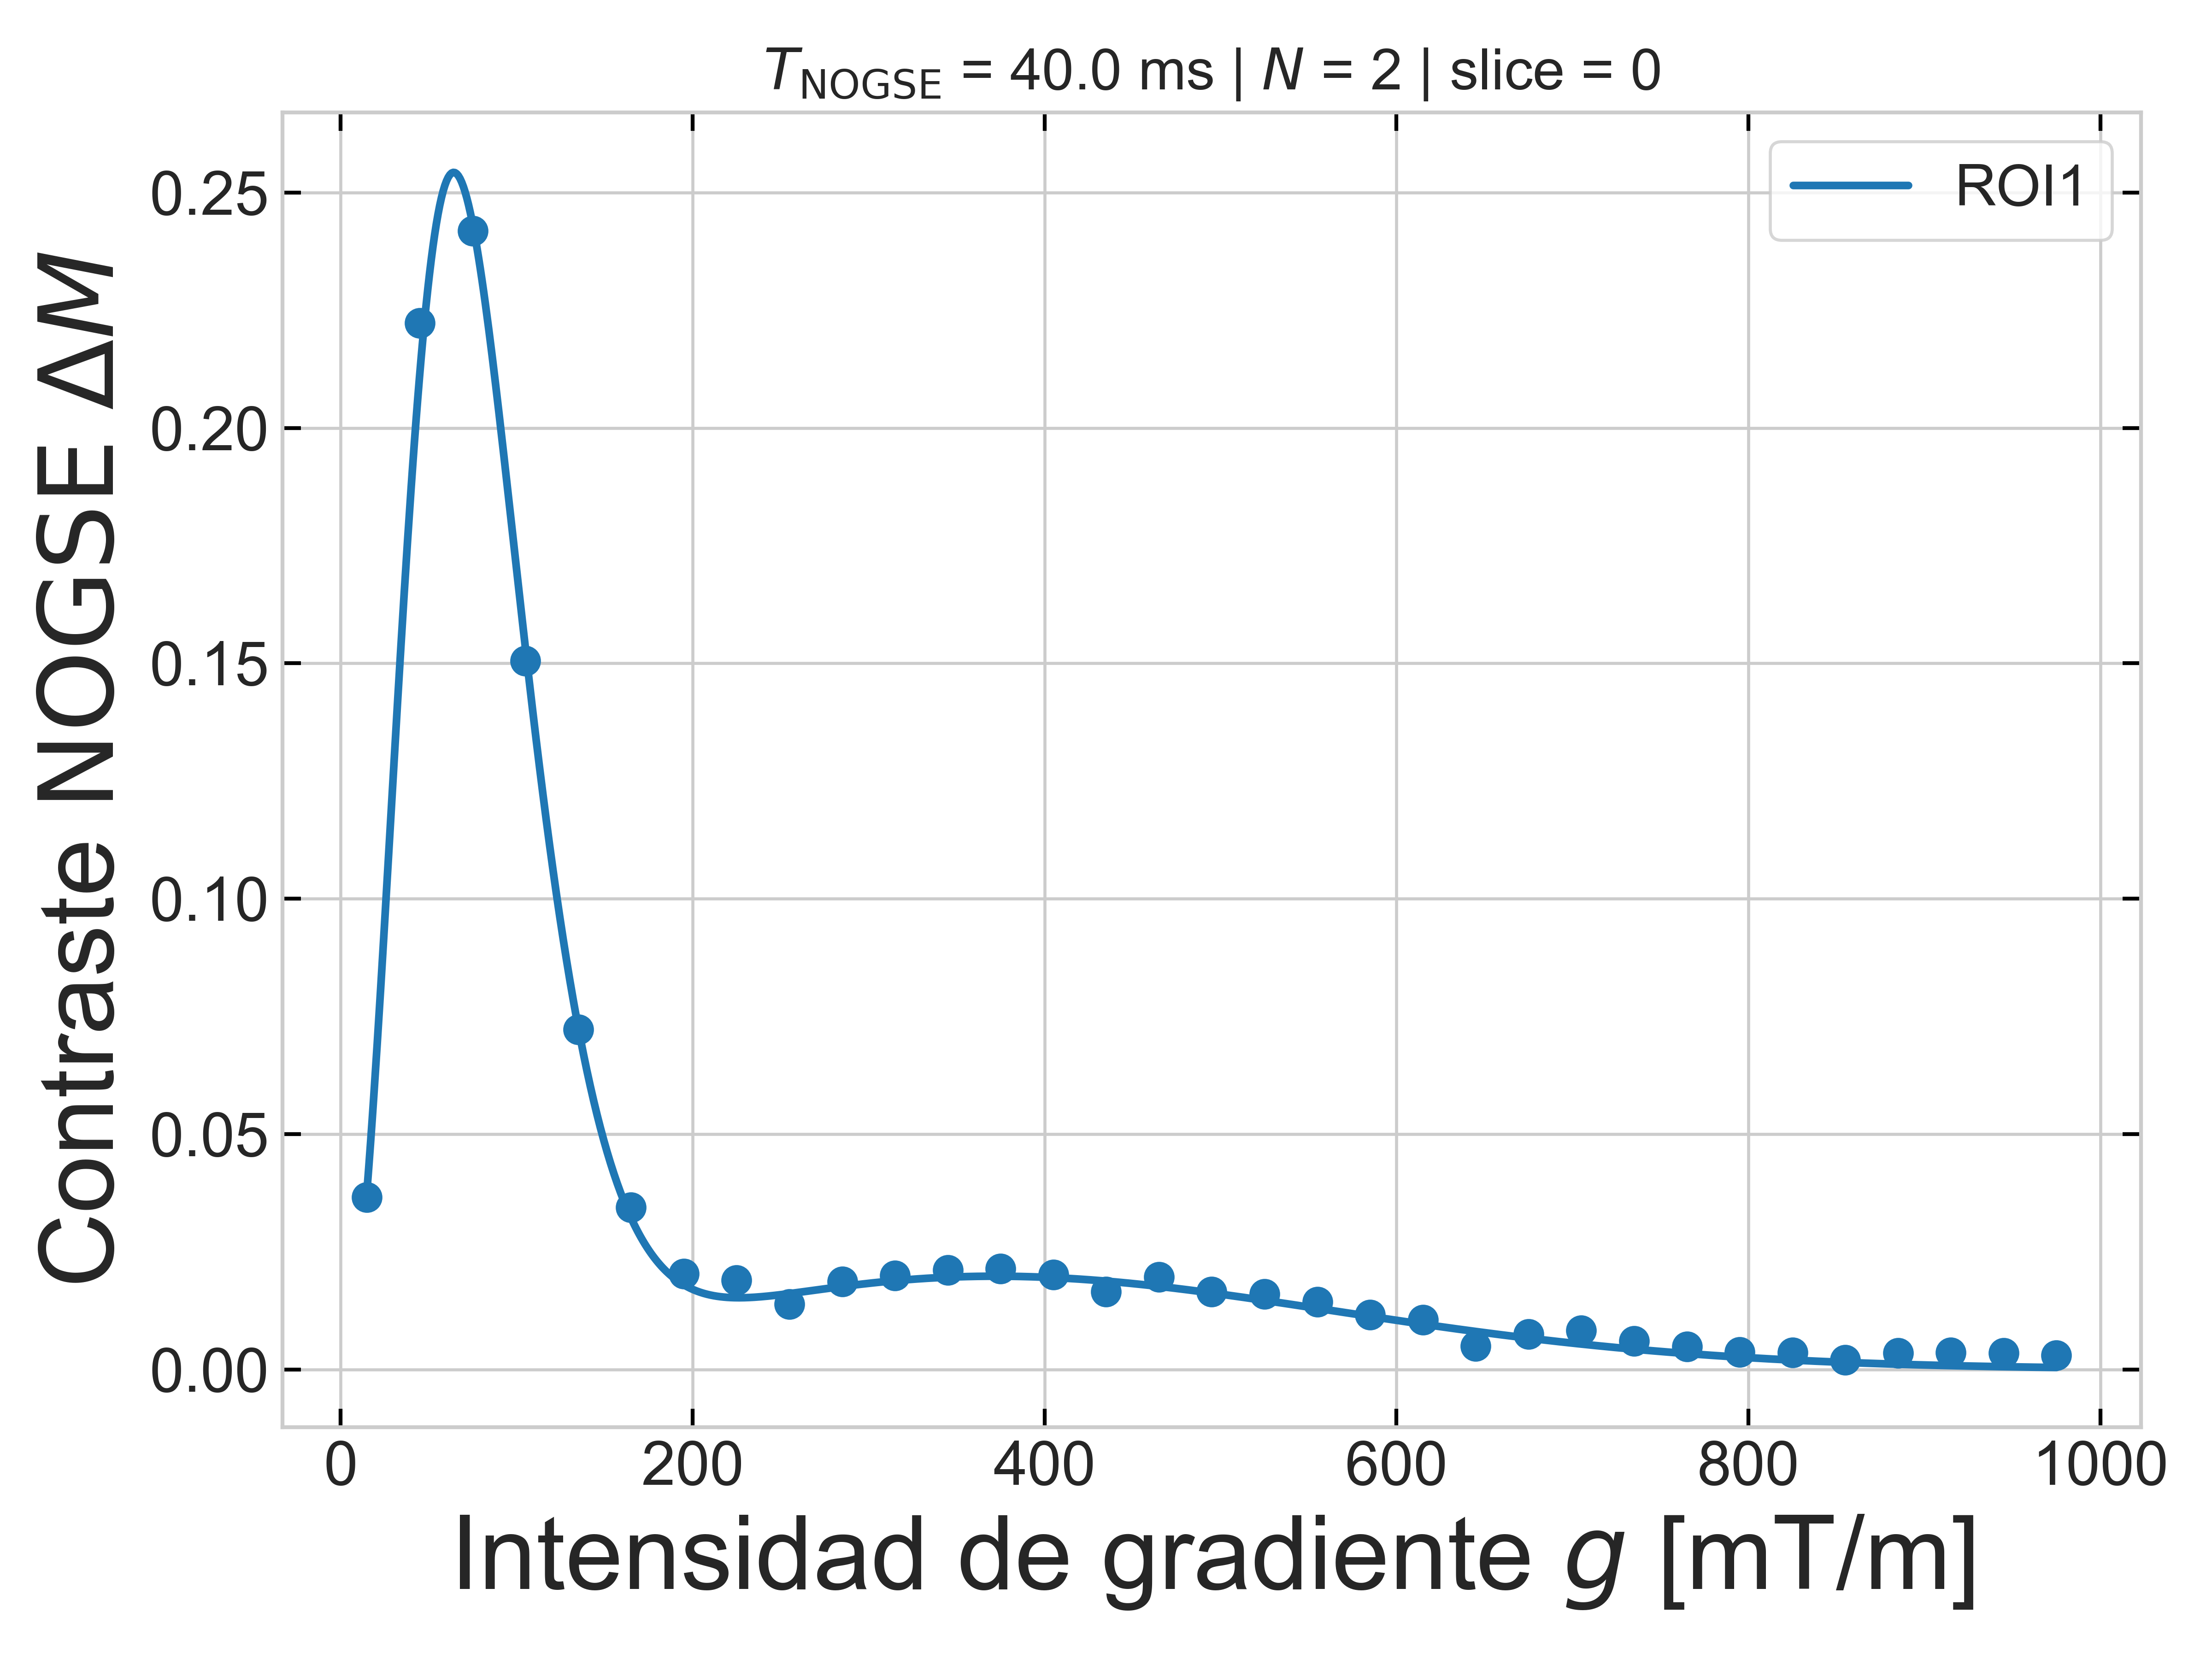 T_NOGSE = 40.0 ms | N = 2 | slice = 0
ROI1
Contraste NOGSE ΔM
0.25
0.20
0.15
0.10
0.05
0.00
0 200 400 600 800 1000
Intensidad de gradiente g [mT/m]